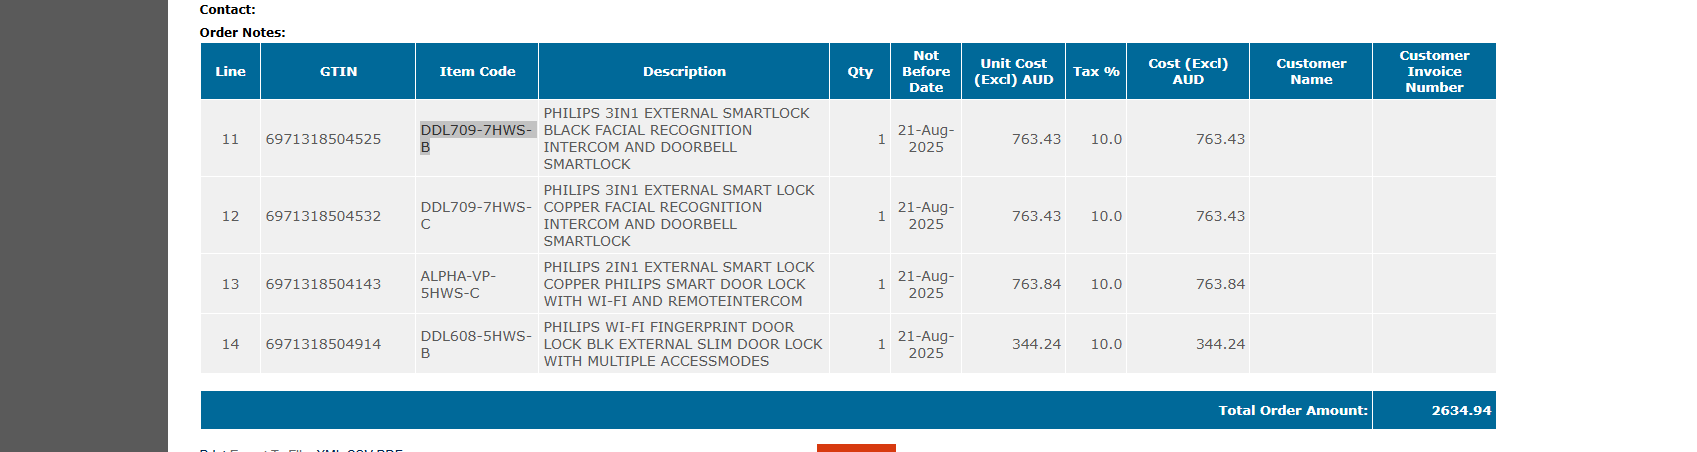 Contact:
Order Notes:
Line GTIN Item Code Description Qty Not Before Date Unit Cost (Excl) AUD Tax % Cost (Excl) AUD Customer Name Customer Invoice Number
11 6971318504525 DDL709-7HWS-B PHILIPS 3IN1 EXTERNAL SMARTLOCK BLACK FACIAL RECOGNITION INTERCOM AND DOORBELL SMARTLOCK 1 21-Aug-2025 763.43 10.0 763.43
12 6971318504532 DDL709-7HWS-C PHILIPS 3IN1 EXTERNAL SMART LOCK COPPER FACIAL RECOGNITION INTERCOM AND DOORBELL SMARTLOCK 1 21-Aug-2025 763.43 10.0 763.43
13 6971318504143 ALPHA-VP-5HWS-C PHILIPS 2IN1 EXTERNAL SMART LOCK COPPER PHILIPS SMART DOOR LOCK WITH WI-FI AND REMOTEINTERCOM 1 21-Aug-2025 763.84 10.0 763.84
14 6971318504914 DDL608-5HWS-B PHILIPS WI-FI FINGERPRINT DOOR LOCK BLK EXTERNAL SLIM DOOR LOCK WITH MULTIPLE ACCESSMODES 1 21-Aug-2025 344.24 10.0 344.24
Total Order Amount: 2634.94